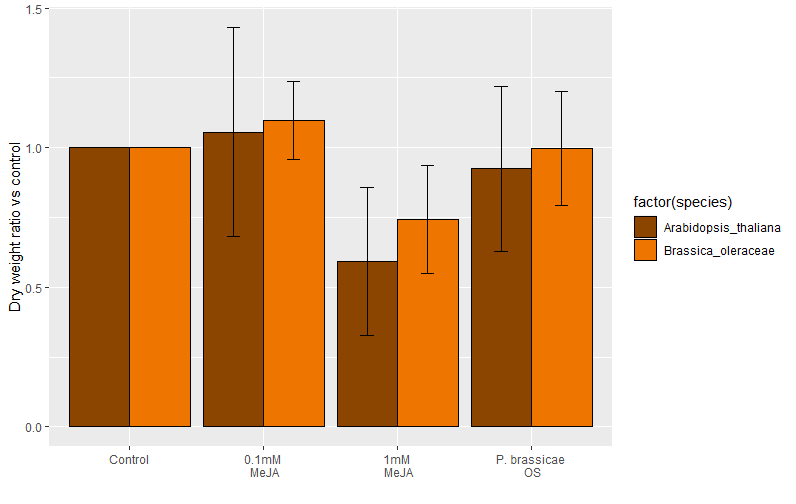 Dry weight ratio vs control
1.5
1.0
0.5
0.0
Control
0.1mM
MeJA
1mM
MeJA
P. brassicae
OS
factor(species)
Arabidopsis_thaliana
Brassica_oleraceae